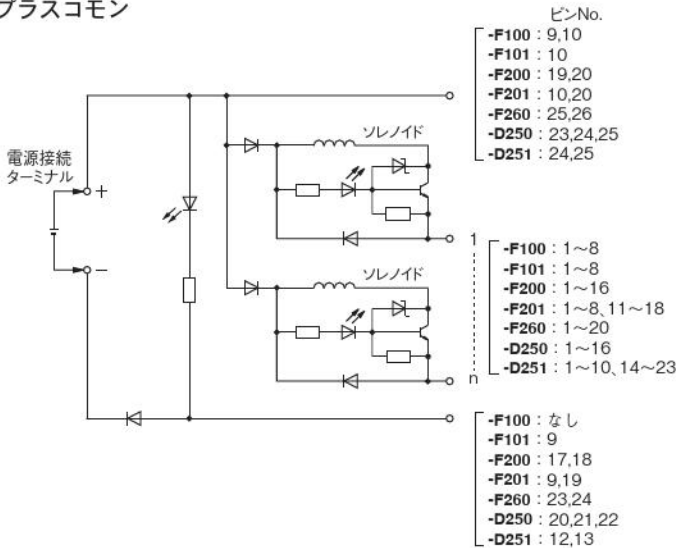 プラスコモン
ピンNo.
-F100：9,10
-F101：10
-F200：19,20
-F201：10,20
-F260：25,26
-D250：23,24,25
-D251：24,25
電源接続
ターミナル
+
−
ソレノイド
1
ソレノイド
n
-F100：1〜8
-F101：1〜8
-F200：1〜16
-F201：1〜8、11〜18
-F260：1〜20
-D250：1〜16
-D251：1〜10、14〜23
-F100：なし
-F101：9
-F200：17,18
-F201：9,19
-F260：23,24
-D250：20,21,22
-D251：12,13